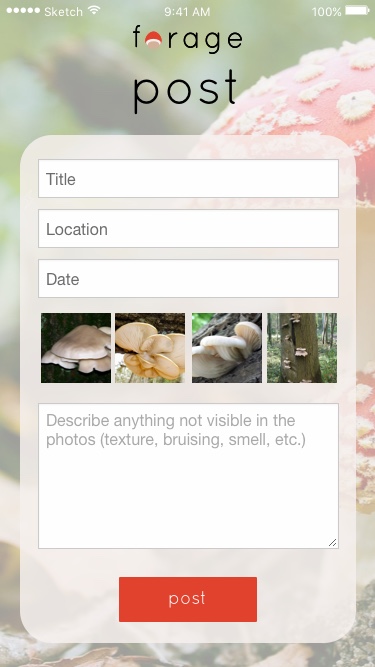 Sketch 9:41 AM 100%
forage
post
Title
Location
Date
Describe anything not visible in the
photos (texture, bruising, smell, etc.)
post